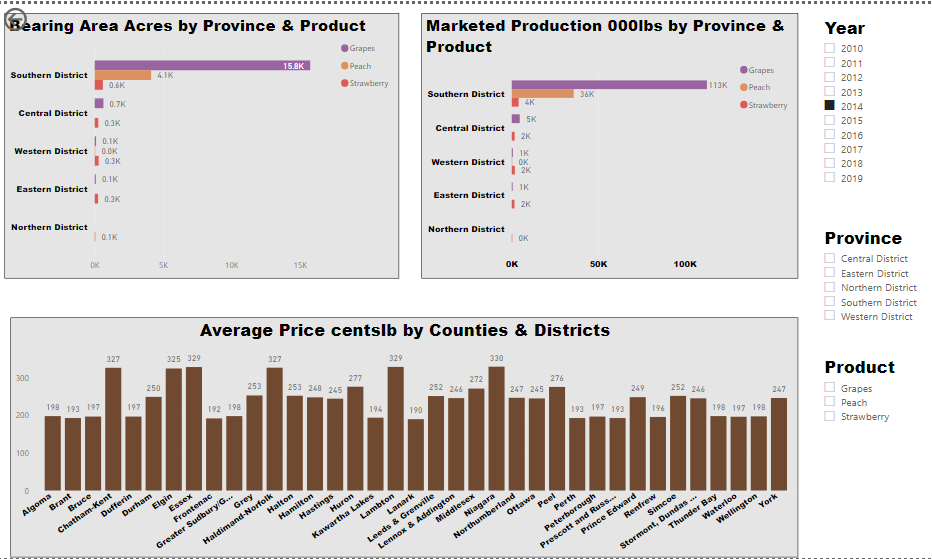 Bearing Area Acres by Province & Product
Grapes
Peach
Strawberry
Southern District
15.8K
4.1K
0.6K
Central District
0.7K
0.3K
Western District
0.1K
0.0K
0.3K
Eastern District
0.1K
0.3K
Northern District
0.1K
0K 5K 10K 15K
Marketed Production 000lbs by Province &
Product
Grapes
Peach
Strawberry
Southern District
113K
36K
4K
Central District
5K
2K
Western District
1K
0K
2K
Eastern District
1K
2K
Northern District
0K
0K 50K 100K
Year
2010
2011
2012
2013
2014
2015
2016
2017
2018
2019
Province
Central District
Eastern District
Northern District
Southern District
Western District
Product
Grapes
Peach
Strawberry
Average Price centslb by Counties & Districts
300
200
100
0
198 193 197 327 197 250 325 329 192 198 253 327 253 248 245 277 194 329 190 252 246 272 330 247 245 276 193 197 193 249 196 252 246 198 197 198 247
Algoma
Brant
Bruce
Chatham-Kent
Dufferin
Durham
Elgin
Essex
Frontenac
Greater Sudbury/G...
Grey
Haldimand-Norfolk
Halton
Hamilton
Hastings
Huron
Kawartha Lakes
Lambton
Lanark
Leeds & Grenville
Lennox & Addington
Middlesex
Niagara
Northumberland
Ottawa
Peel
Perth
Peterborough
Prescott and Russ...
Prince Edward
Renfrew
Simcoe
Stormont, Dundas ...
Thunder Bay
Waterloo
Wellington
York